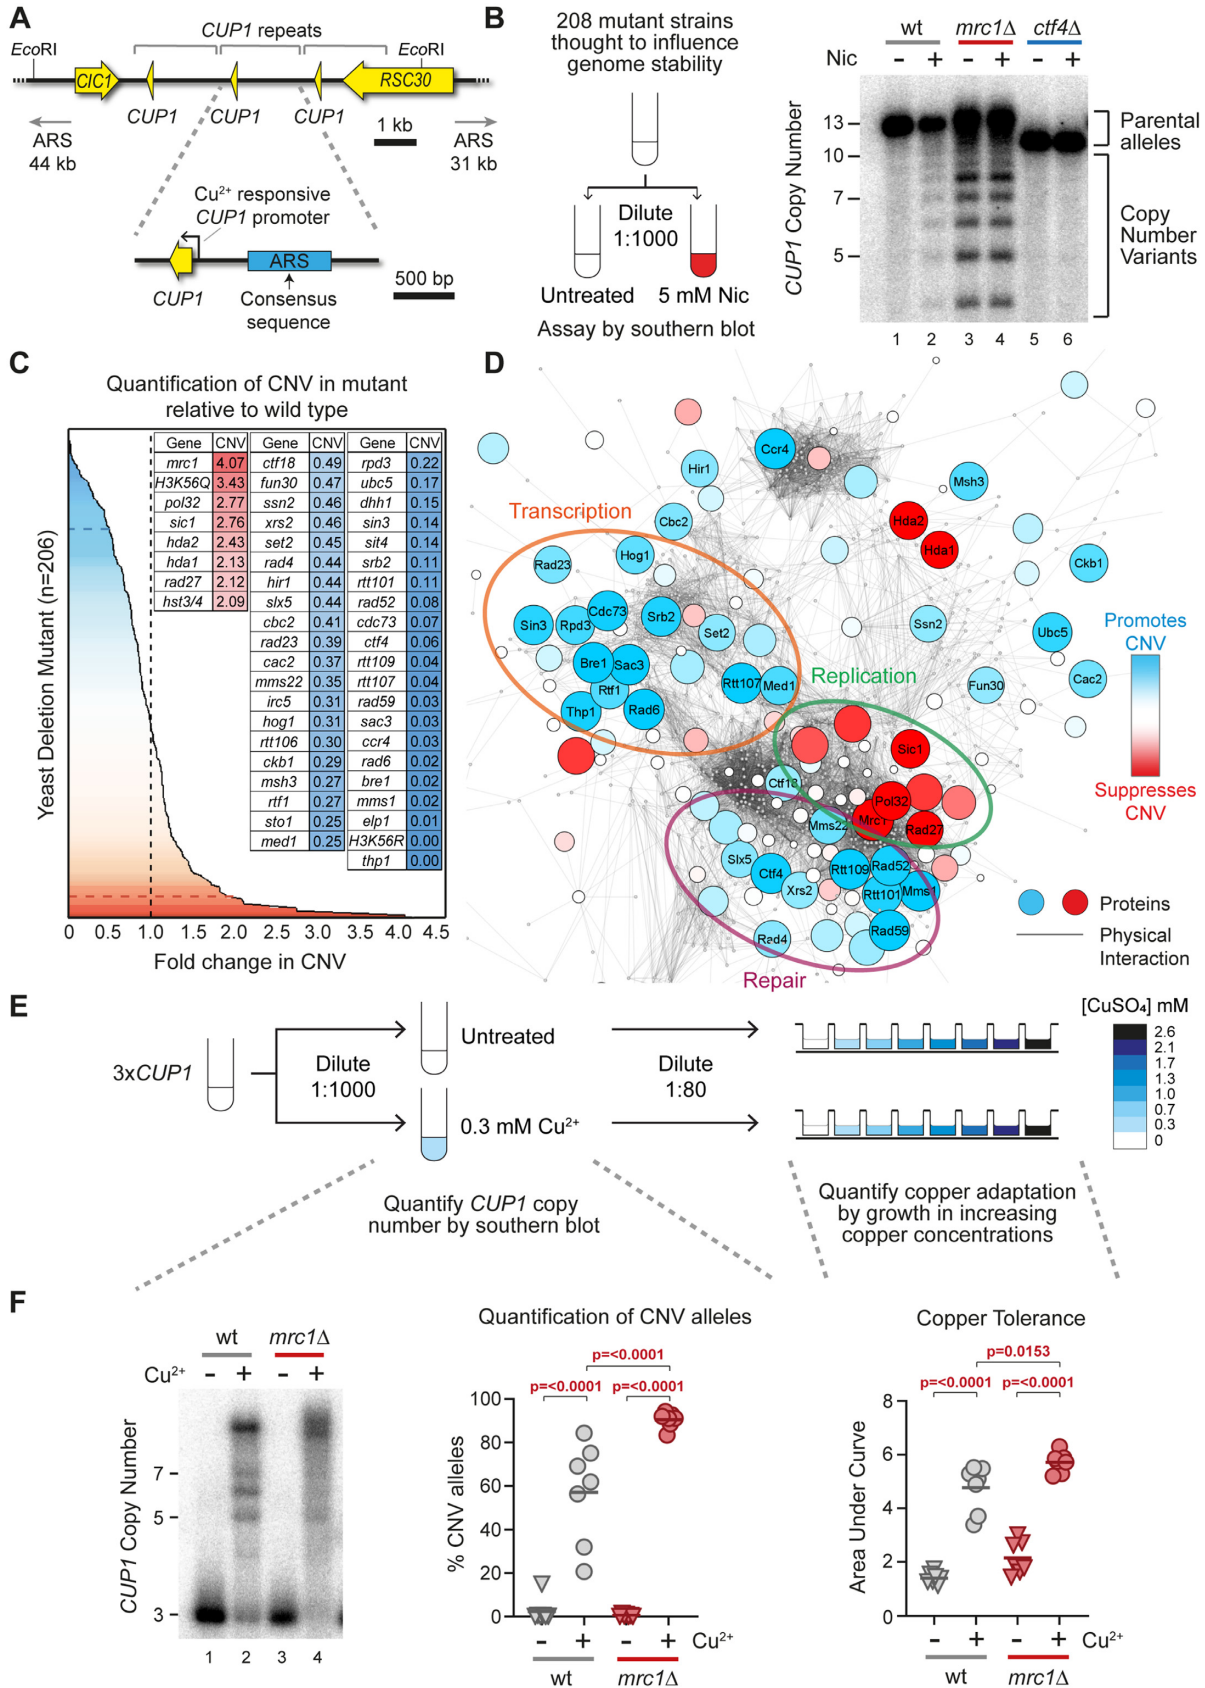 A
CUP1 repeats
EcoRI
EcoRI
CIC1
RSC30
CUP1
CUP1
CUP1
ARS
44 kb
1 kb
ARS
31 kb
Cu²⁺ responsive
CUP1 promoter
ARS
CUP1
Consensus
sequence
500 bp
B
208 mutant strains
thought to influence
genome stability
Dilute
1:1000
Untreated
5 mM Nic
Assay by southern blot
wt
mrc1Δ
ctf4Δ
Nic - + - + - +
CUP1 Copy Number
13
10
7
5
Parental
alleles
Copy
Number
Variants
1 2 3 4 5 6
C
Quantification of CNV in mutant
relative to wild type
Yeast Deletion Mutant (n=206)
Gene CNV Gene CNV Gene CNV
mrc1 4.07 ctf18 0.49 rpd3 0.22
H3K56Q 3.43 fun30 0.47 ubc5 0.17
pol32 2.77 ssn2 0.46 dhh1 0.15
sic1 2.76 xrs2 0.46 sin3 0.14
hda2 2.43 set2 0.45 sit4 0.14
hda1 2.13 rad4 0.44 srb2 0.11
rad27 2.12 hir1 0.44 rtt101 0.11
hst3/4 2.09 slx5 0.44 rad52 0.08
cbc2 0.41 cdc73 0.07
rad23 0.39 ctf4 0.06
cac2 0.37 rtt109 0.04
mms22 0.35 rtt107 0.04
irc5 0.31 rad59 0.03
hog1 0.31 sac3 0.03
rtt106 0.30 ccr4 0.03
ckb1 0.29 rad6 0.02
msh3 0.27 bre1 0.02
rtf1 0.27 mms1 0.02
sto1 0.25 elp1 0.01
med1 0.25 H3K56R 0.00
thp1 0.00
0 0.5 1.0 1.5 2.0 2.5 3.0 3.5 4.0 4.5
Fold change in CNV
D
Ccr4
Hir1
Msh3
Transcription
Cbc2
Hda2
Hda1
Hog1
Rad23
Ckb1
Cdc73
Sin3
Rpd3
Srb2
Set2
Ssn2
Ubc5
Promotes
CNV
Bre1
Sac3
Rtf1
Rtt107
Med1
Replication
Fun30
Cac2
Thp1
Rad6
Sic1
Ctf18
Pol32
Suppresses
CNV
Mms22
Mrc1
Rad27
Slx5
Ctf4
Rtt109
Rad52
Xrs2
Rtt101
Mms1
Rad4
Rad59
Repair
Proteins
Physical
Interaction
E
3xCUP1
Dilute
1:1000
Untreated
0.3 mM Cu²⁺
Dilute
1:80
[CuSO₄] mM
2.6
2.1
1.7
1.3
1.0
0.7
0.3
0
Quantify CUP1 copy
number by southern blot
Quantify copper adaptation
by growth in increasing
copper concentrations
F
wt
mrc1Δ
Cu²⁺ - + - +
CUP1 Copy Number
7
5
3
1 2 3 4
Quantification of CNV alleles
p=<0.0001
p=<0.0001
p=<0.0001
% CNV alleles
100
80
60
40
20
0
- + - + Cu²⁺
wt
mrc1Δ
Copper Tolerance
p=0.0153
p=<0.0001
p=<0.0001
Area Under Curve
8
6
4
2
0
- + - + Cu²⁺
wt
mrc1Δ